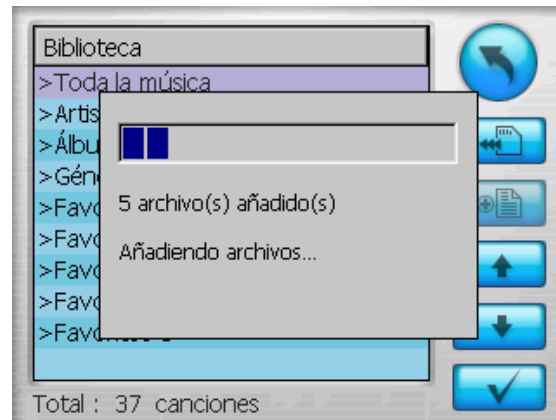 Biblioteca
>Toda la música
>Artis
>Álbu
>Géne
5 archivo(s) añadido(s)
>Favo
>Favo
Añadiendo archivos...
>Favo
>Favo
>Favo
Total : 37 canciones